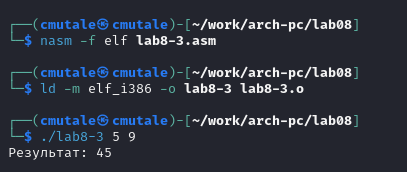 ┌──(cmutale㉿cmutale)-[~/work/arch-pc/lab08]
└─$ nasm -f elf lab8-3.asm
┌──(cmutale㉿cmutale)-[~/work/arch-pc/lab08]
└─$ ld -m elf_i386 -o lab8-3 lab8-3.o
┌──(cmutale㉿cmutale)-[~/work/arch-pc/lab08]
└─$ ./lab8-3 5 9
Результат: 45